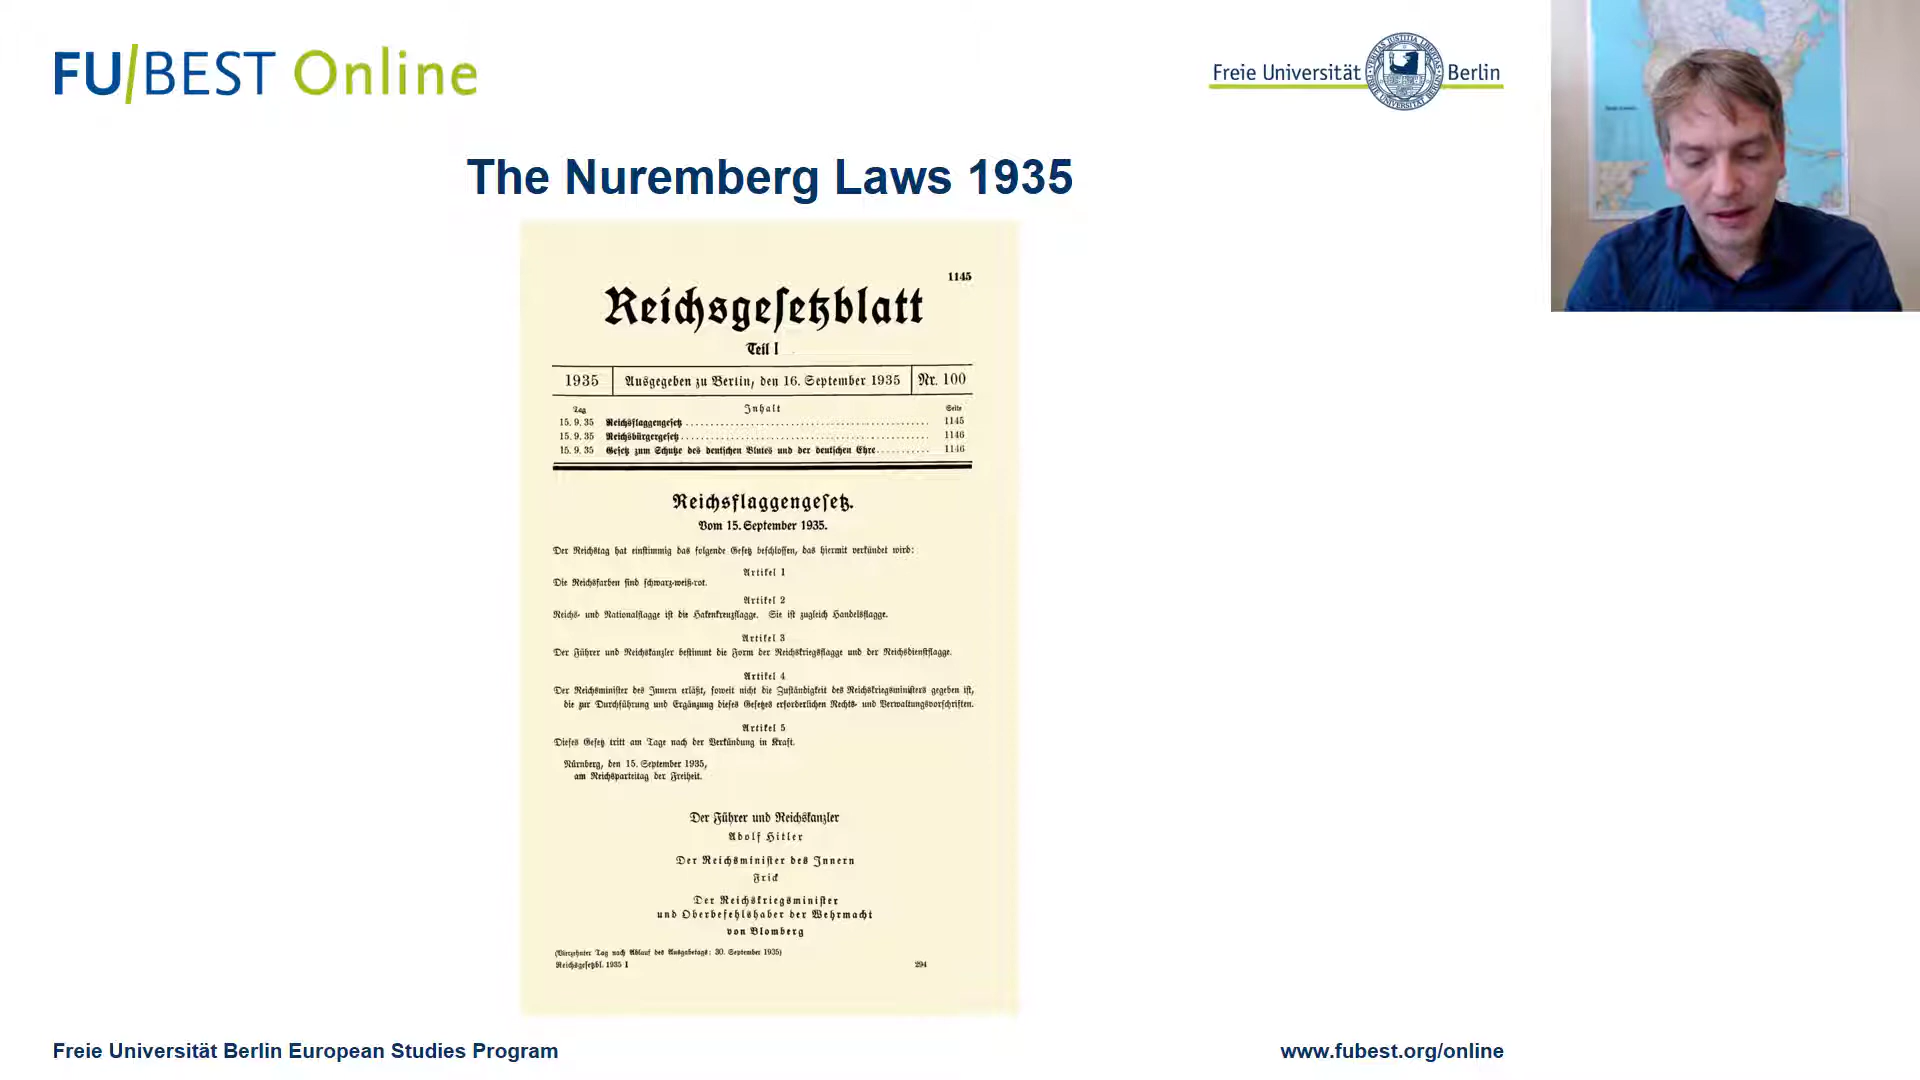 FU/BEST Online
Freie Universität Berlin
The Nuremberg Laws 1935
1145
Reichsgesetzblatt
Teil I
1935 Ausgegeben zu Berlin, den 16. September 1935 Nr. 100
Tag Inhalt Seite
15. 9. 35 Reichsflaggengesetz 1145
15. 9. 35 Reichsbürgergesetz 1146
15. 9. 35 Gesetz zum Schutze des deutschen Blutes und der deutschen Ehre 1146
Reichsflaggengesetz.
Vom 15. September 1935.
Der Reichstag hat einstimmig das folgende Gesetz beschlossen, das hiermit verkündet wird:
Artikel 1
Die Reichsfarben sind schwarz-weiß-rot.
Artikel 2
Reichs- und Nationalflagge ist die Hakenkreuzflagge. Sie ist zugleich Handelsflagge.
Artikel 3
Der Führer und Reichskanzler bestimmt die Form der Reichskriegsflagge und der Reichsdienstflagge.
Artikel 4
Der Reichsminister des Innern erläßt, soweit nicht die Zuständigkeit des Reichskriegsministers gegeben ist,
die zur Durchführung und Ergänzung dieses Gesetzes erforderlichen Rechts- und Verwaltungsvorschriften.
Artikel 5
Dieses Gesetz tritt am Tage nach der Verkündung in Kraft.
Nürnberg, den 15. September 1935,
am Reichsparteitag der Freiheit.
Der Führer und Reichskanzler
Adolf Hitler
Der Reichsminister des Innern
Frick
Der Reichskriegsminister
und Oberbefehlshaber der Wehrmacht
von Blomberg
(Vierzehnter Tag nach Ablauf des Ausgabetags: 30. September 1935)
Reichsgesetzbl. 1935 I 294
Freie Universität Berlin European Studies Program
www.fubest.org/online